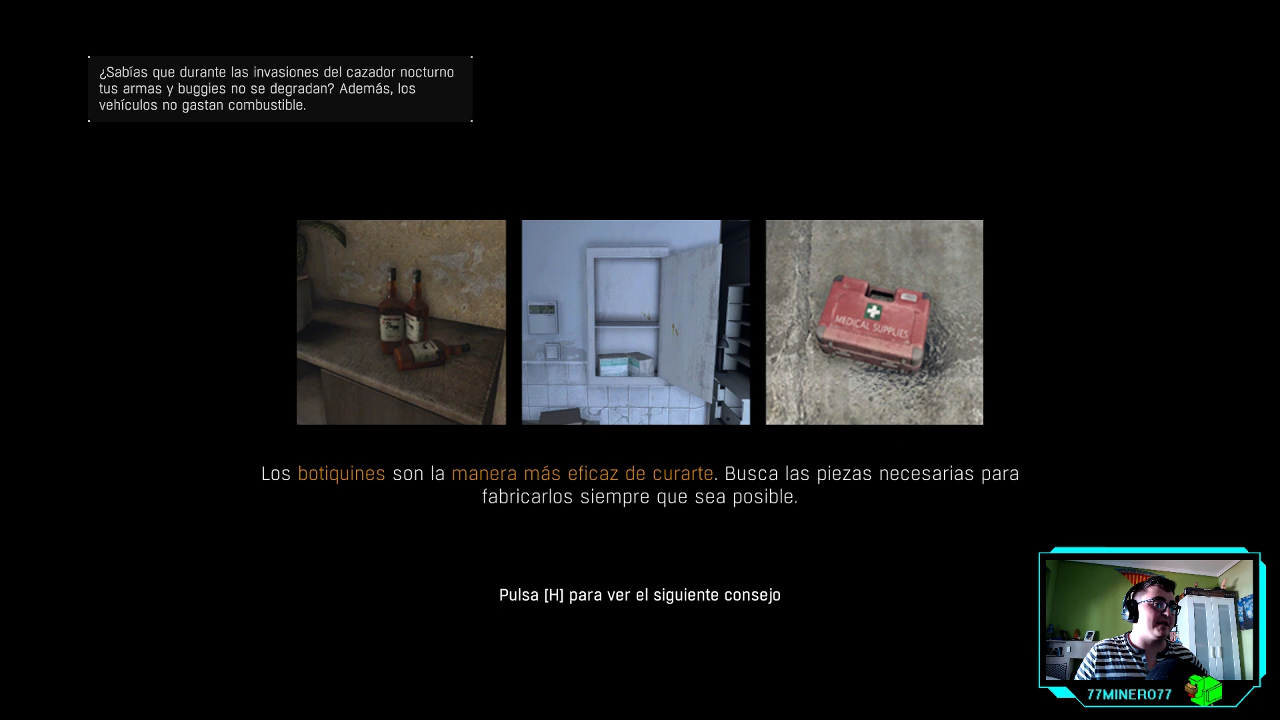 ¿Sabías que durante las invasiones del cazador nocturno
tus armas y buggies no se degradan? Además, los
vehículos no gastan combustible.
MEDICAL SUPPLIES
Los botiquines son la manera más eficaz de curarte. Busca las piezas necesarias para
fabricarlos siempre que sea posible.
Pulsa [H] para ver el siguiente consejo
77MINERO77